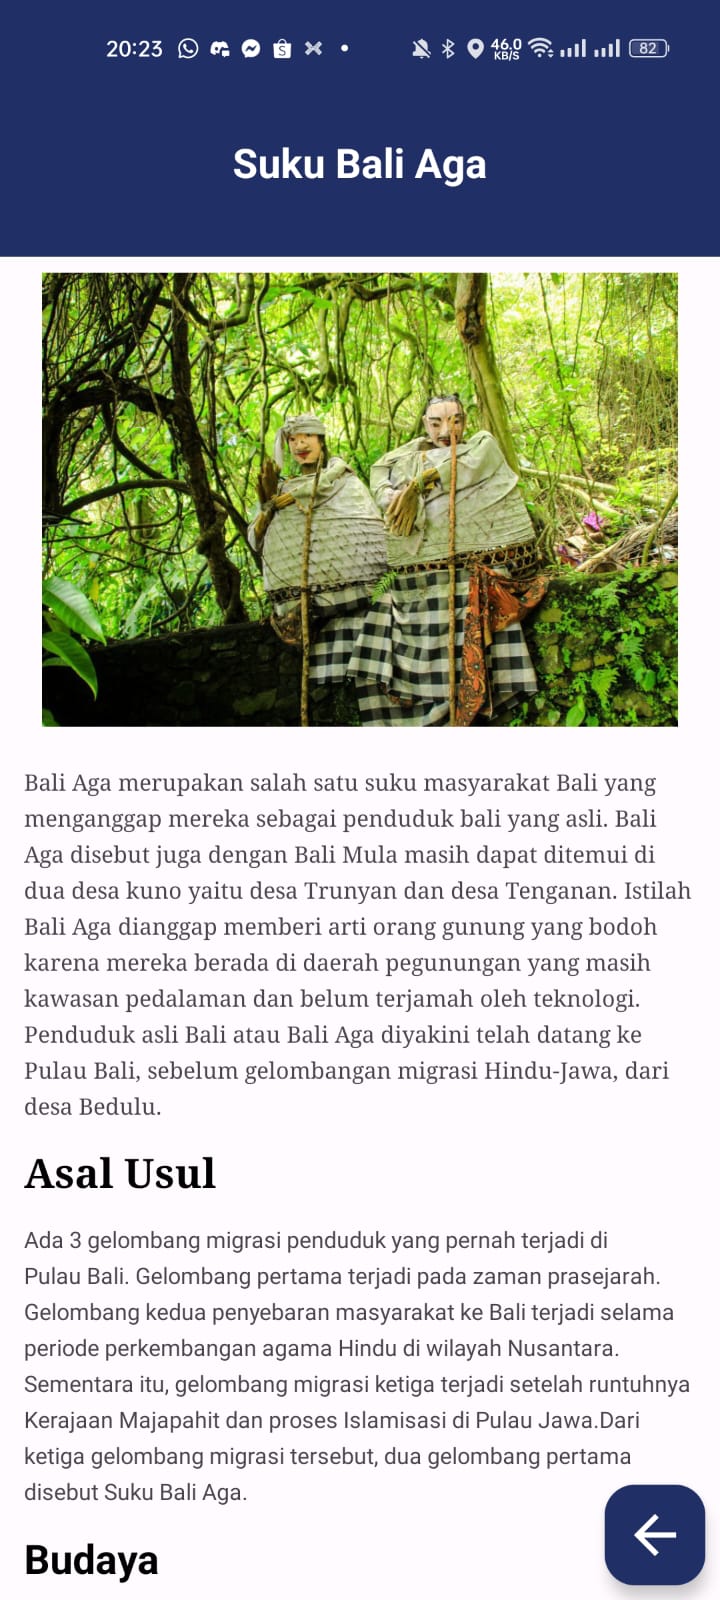 20:23
46.0
KB/S
82
Suku Bali Aga
Bali Aga merupakan salah satu suku masyarakat Bali yang
menganggap mereka sebagai penduduk bali yang asli. Bali
Aga disebut juga dengan Bali Mula masih dapat ditemui di
dua desa kuno yaitu desa Trunyan dan desa Tenganan. Istilah
Bali Aga dianggap memberi arti orang gunung yang bodoh
karena mereka berada di daerah pegunungan yang masih
kawasan pedalaman dan belum terjamah oleh teknologi.
Penduduk asli Bali atau Bali Aga diyakini telah datang ke
Pulau Bali, sebelum gelombangan migrasi Hindu-Jawa, dari
desa Bedulu.
Asal Usul
Ada 3 gelombang migrasi penduduk yang pernah terjadi di
Pulau Bali. Gelombang pertama terjadi pada zaman prasejarah.
Gelombang kedua penyebaran masyarakat ke Bali terjadi selama
periode perkembangan agama Hindu di wilayah Nusantara.
Sementara itu, gelombang migrasi ketiga terjadi setelah runtuhnya
Kerajaan Majapahit dan proses Islamisasi di Pulau Jawa.Dari
ketiga gelombang migrasi tersebut, dua gelombang pertama
disebut Suku Bali Aga.
Budaya